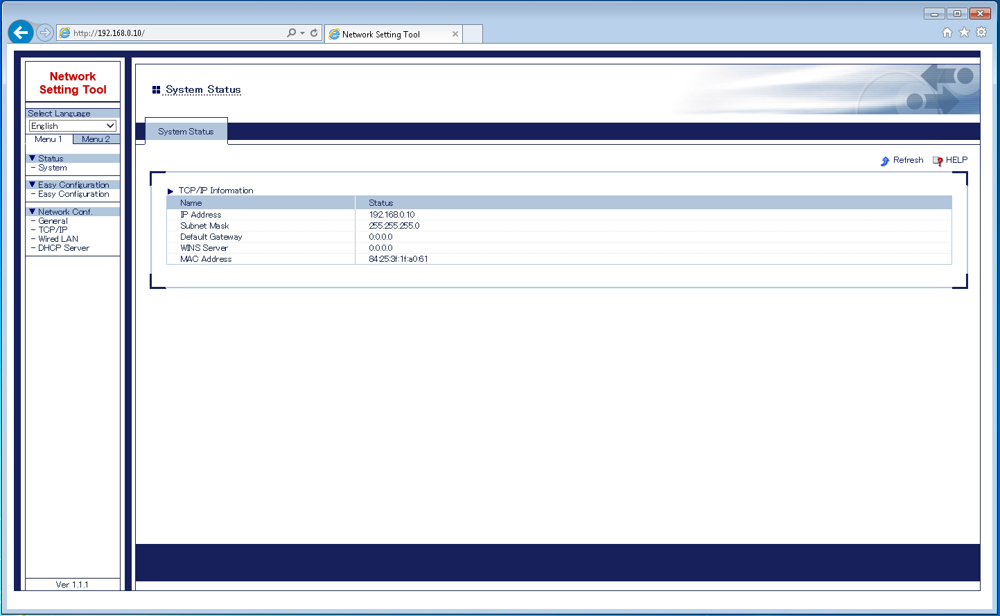 http://192.168.0.10/
Network Setting Tool
Network
Setting Tool
Select Language
English
Menu 1 Menu 2
▼ Status
- System
▼ Easy Configuration
- Easy Configuration
▼ Network Conf.
- General
- TCP/IP
- Wired LAN
- DHCP Server
Ver 1.1.1
System Status
System Status
Refresh HELP
TCP/IP Information
Name Status
IP Address 192.168.0.10
Subnet Mask 255.255.255.0
Default Gateway 0.0.0.0
WINS Server 0.0.0.0
MAC Address 84:25:3f:1f:a0:61